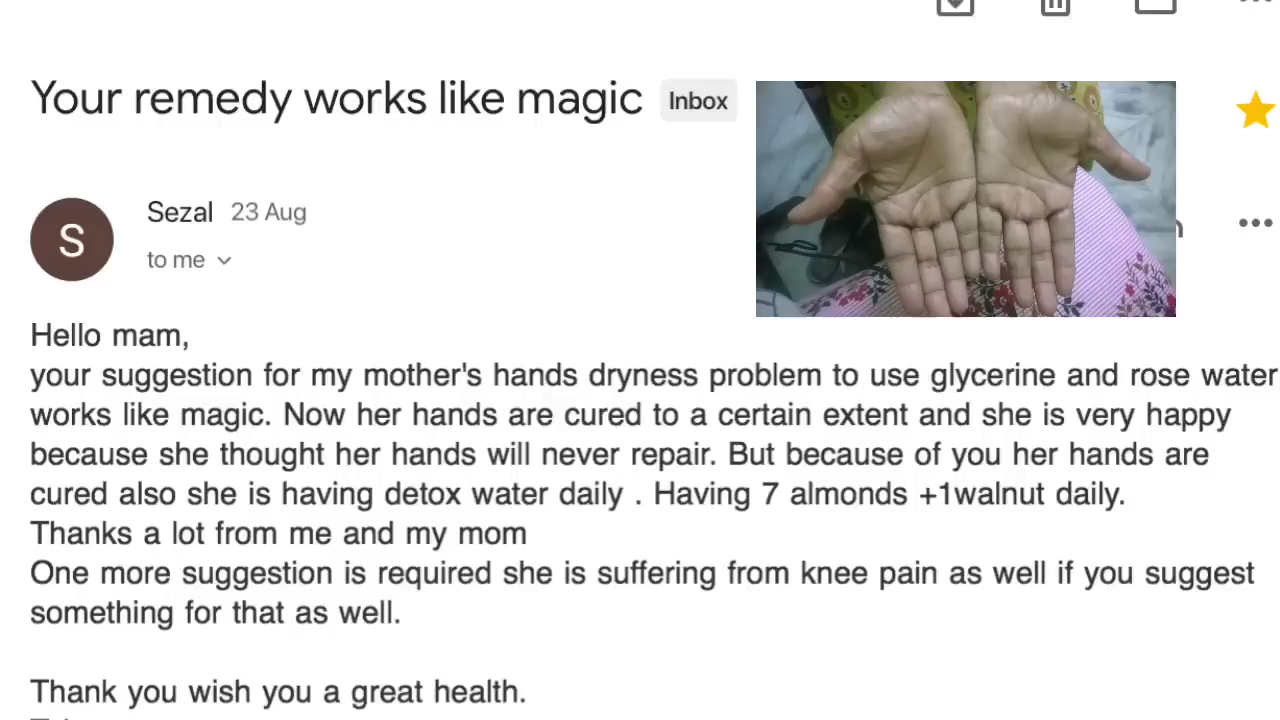 Your remedy works like magic Inbox
S
Sezal 23 Aug
to me
Hello mam,
your suggestion for my mother's hands dryness problem to use glycerine and rose water
works like magic. Now her hands are cured to a certain extent and she is very happy
because she thought her hands will never repair. But because of you her hands are
cured also she is having detox water daily . Having 7 almonds +1walnut daily.
Thanks a lot from me and my mom
One more suggestion is required she is suffering from knee pain as well if you suggest
something for that as well.
Thank you wish you a great health.